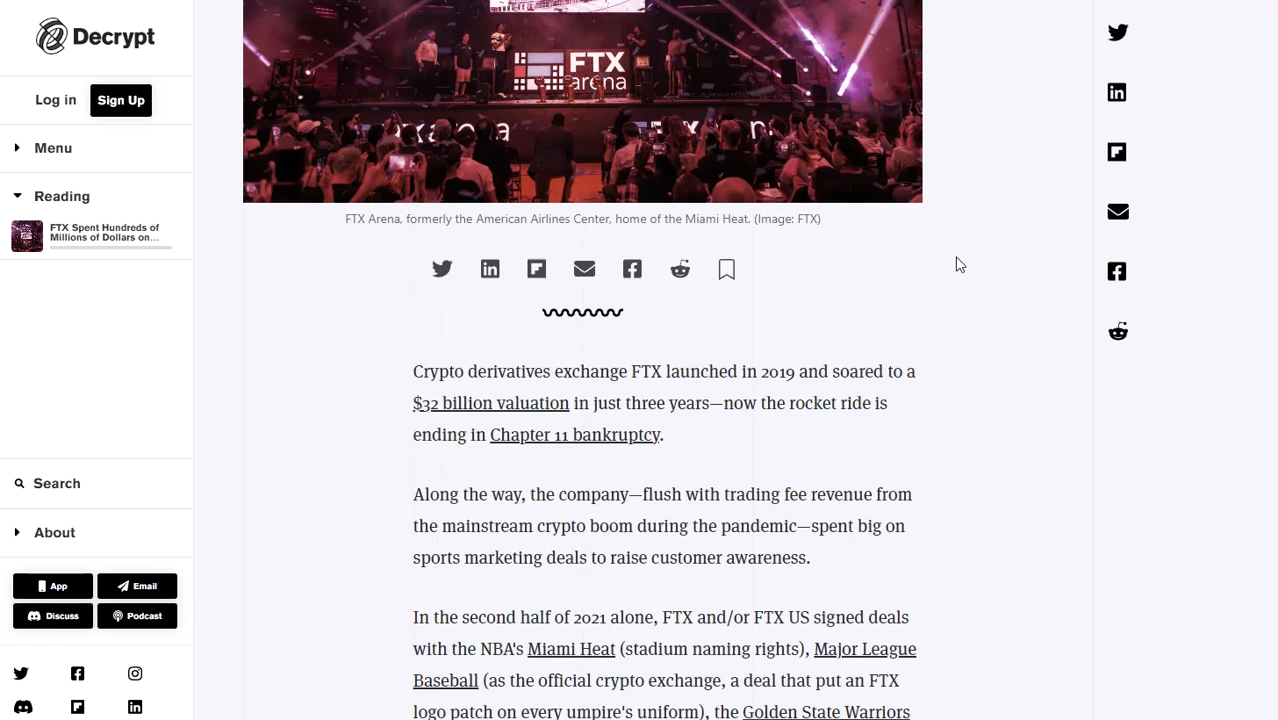 Decrypt
Log in
Sign Up
Menu
Reading
FTX Spent Hundreds of
Millions of Dollars on...
Search
About
App
Email
Discuss
Podcast
FTX
arena
FTX Arena, formerly the American Airlines Center, home of the Miami Heat. (Image: FTX)
Crypto derivatives exchange FTX launched in 2019 and soared to a
$32 billion valuation in just three years—now the rocket ride is
ending in Chapter 11 bankruptcy.
Along the way, the company—flush with trading fee revenue from
the mainstream crypto boom during the pandemic—spent big on
sports marketing deals to raise customer awareness.
In the second half of 2021 alone, FTX and/or FTX US signed deals
with the NBA's Miami Heat (stadium naming rights), Major League
Baseball (as the official crypto exchange, a deal that put an FTX
logo patch on every umpire's uniform), the Golden State Warriors